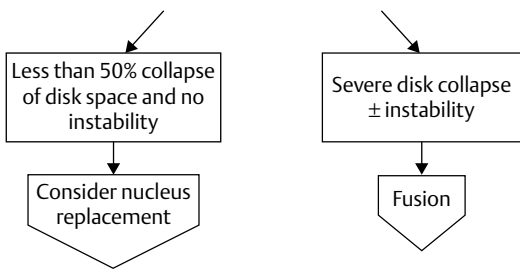 Less than 50% collapse
of disk space and no
instability
Severe disk collapse
± instability
Consider nucleus
replacement
Fusion